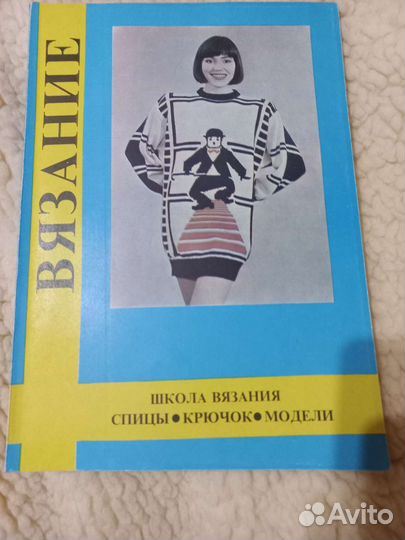 ВЯЗАНИЕ
ШКОЛА ВЯЗАНИЯ
СПИЦЫ●КРЮЧОК●МОДЕЛИ
Avito